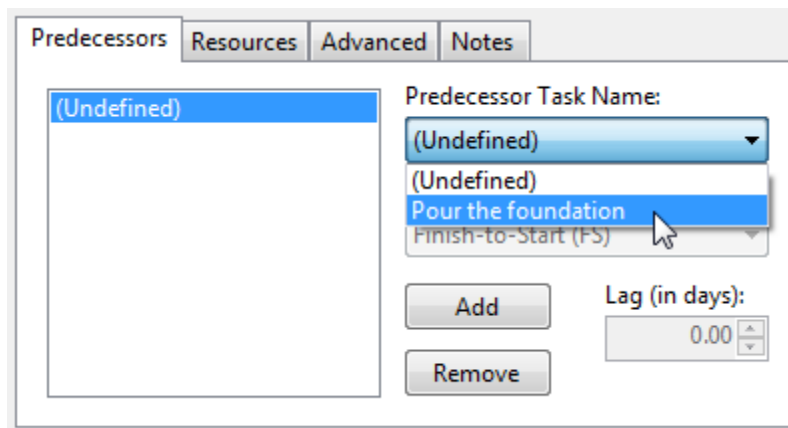 Predecessors Resources Advanced Notes
(Undefined)
Predecessor Task Name:
(Undefined)
(Undefined)
Pour the foundation
Finish-to-Start (FS)
Add
Lag (in days):
0.00
Remove